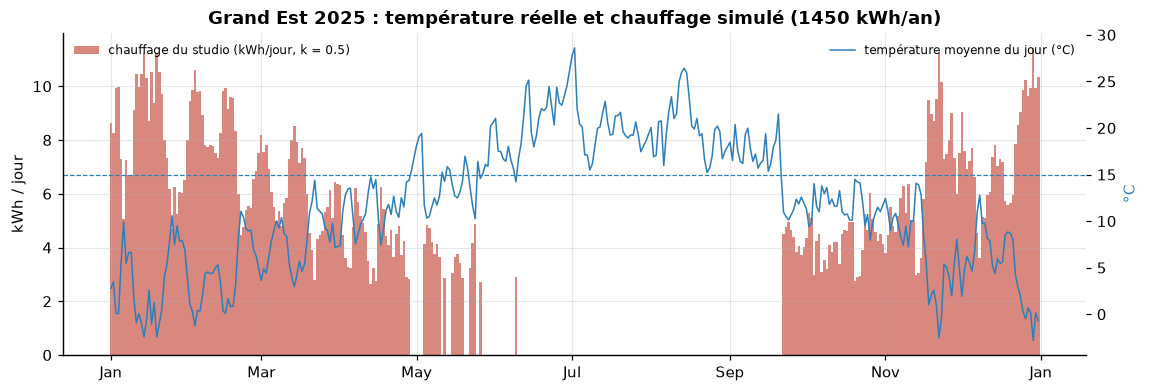 Grand Est 2025 : température réelle et chauffage simulé (1450 kWh/an)
chauffage du studio (kWh/jour, k = 0.5)
température moyenne du jour (°C)
kWh / jour
10
8
6
4
2
0
30
25
20
15
10
5
0
°C
Jan
Mar
May
Jul
Sep
Nov
Jan